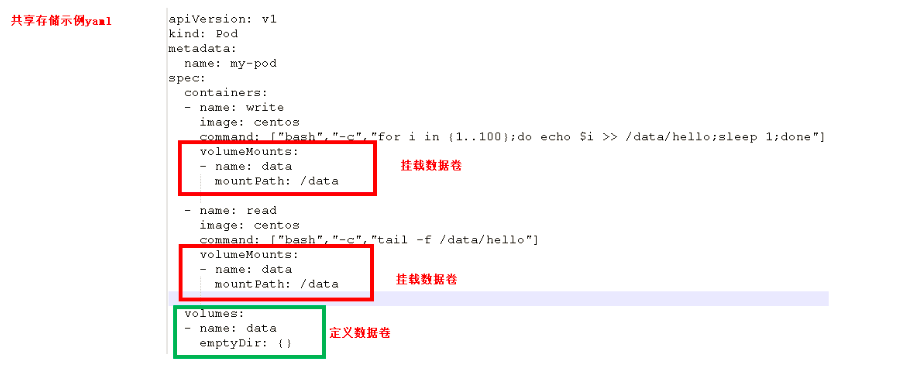 共享存储示例yaml
apiVersion: v1
kind: Pod
metadata:
  name: my-pod
spec:
  containers:
  - name: write
    image: centos
    command: ["bash","-c","for i in {1..100};do echo $i >> /data/hello;sleep 1;done"]
    volumeMounts:
    - name: data
      mountPath: /data
挂载数据卷
  - name: read
    image: centos
    command: ["bash","-c","tail -f /data/hello"]
    volumeMounts:
    - name: data
      mountPath: /data
挂载数据卷
  volumes:
  - name: data
    emptyDir: {}
定义数据卷